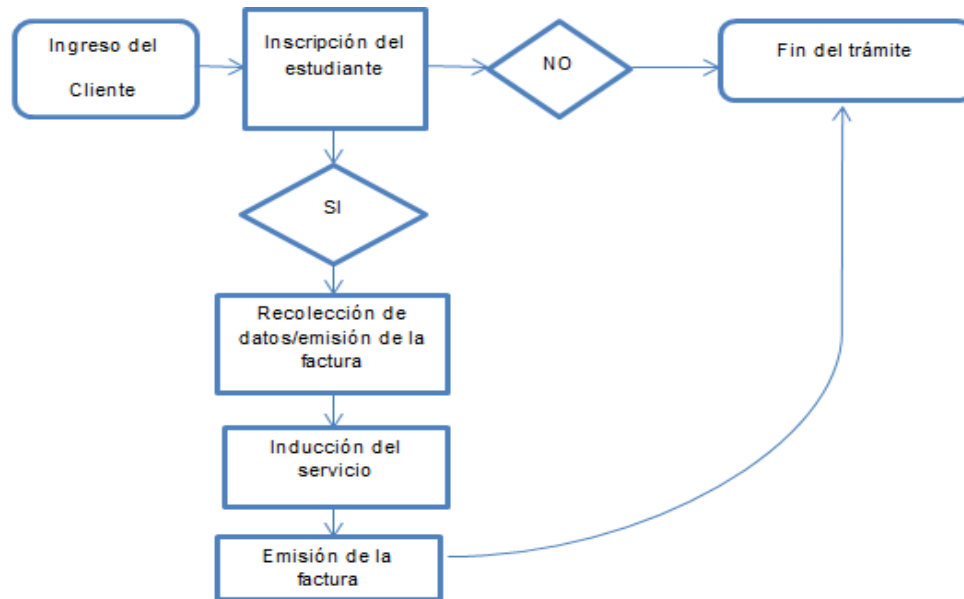 Ingreso del
Cliente
Inscripción del
estudiante
NO
Fin del trámite
SI
Recolección de
datos/emisión de la
factura
Inducción del
servicio
Emisión de la
factura